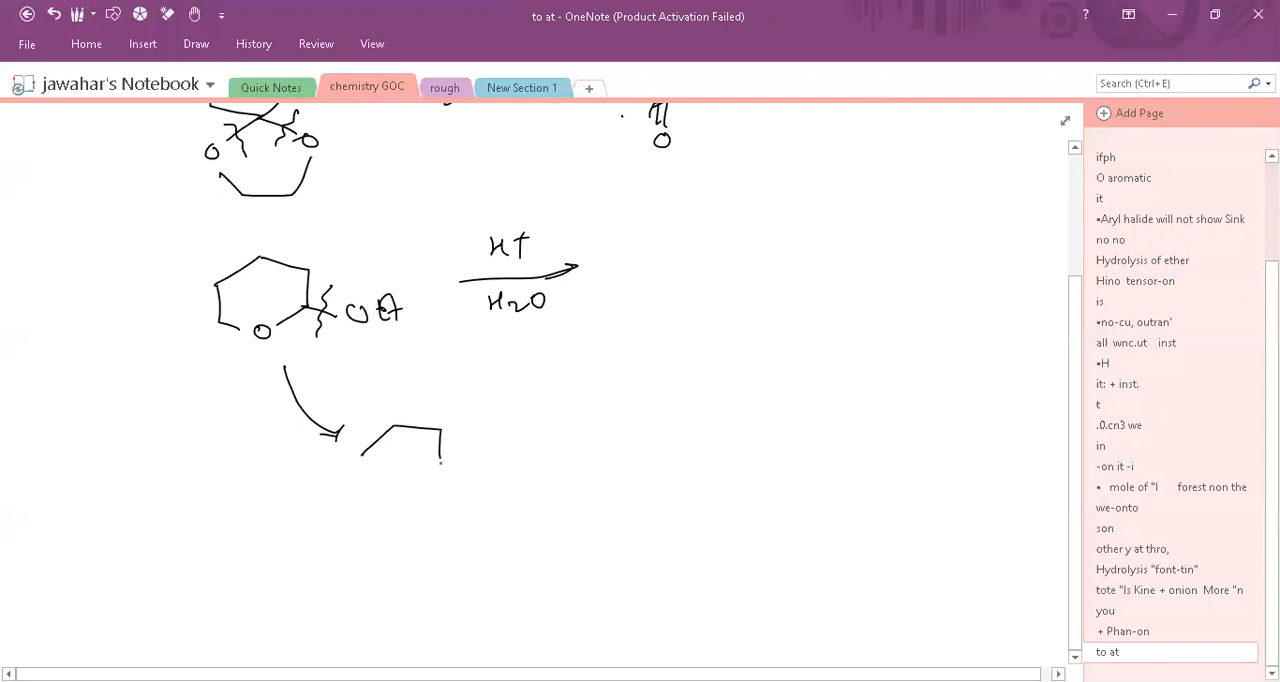 to at - OneNote (Product Activation Failed)
?
File Home Insert Draw History Review View
jawahar's Notebook
Quick Notes
chemistry GOC
rough
New Section 1
+
Search (Ctrl+E)
Add Page
ifph
O aromatic
it
•Aryl halide will not show Sink
no no
Hydrolysis of ether
Hino tensor-on
is
•no-cu, outran'
all wnc.ut inst
•H
it: + inst.
t
.0.cn3 we
in
-on it -i
• mole of "I forest non the
we-onto
son
other y at thro,
Hydrolysis "font-tin"
tote "Is Kine + onion More "n
you
+ Phan-on
to at
O O
O
H+
H2O
O
OEt